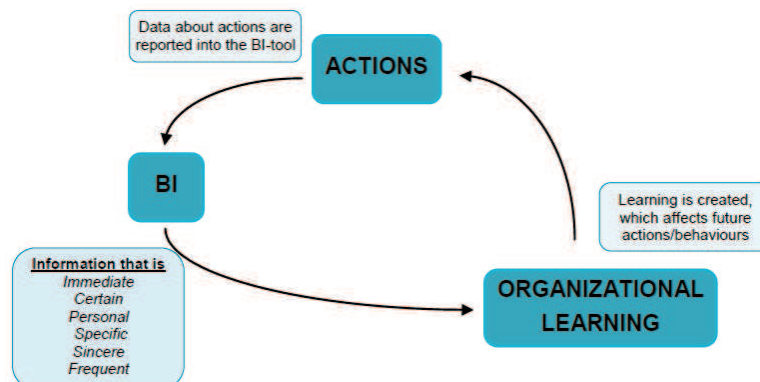 Data about actions are
reported into the BI-tool
ACTIONS
BI
Learning is created,
which affects future
actions/behaviours
Information that is
Immediate
Certain
Personal
Specific
Sincere
Frequent
ORGANIZATIONAL
LEARNING